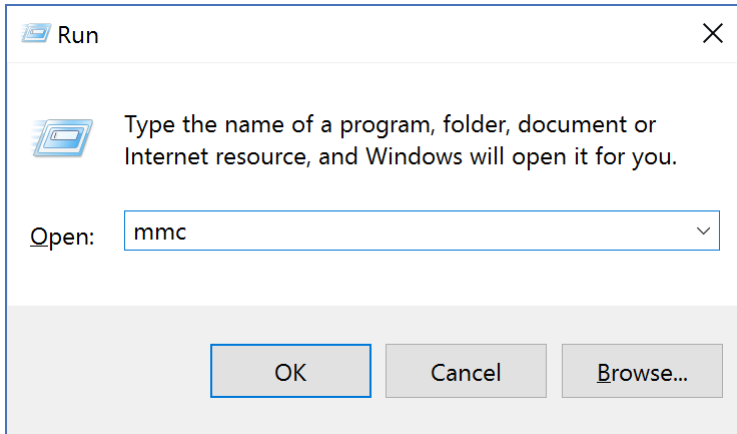 Run
Type the name of a program, folder, document or
Internet resource, and Windows will open it for you.
Open: mmc
OK Cancel Browse...